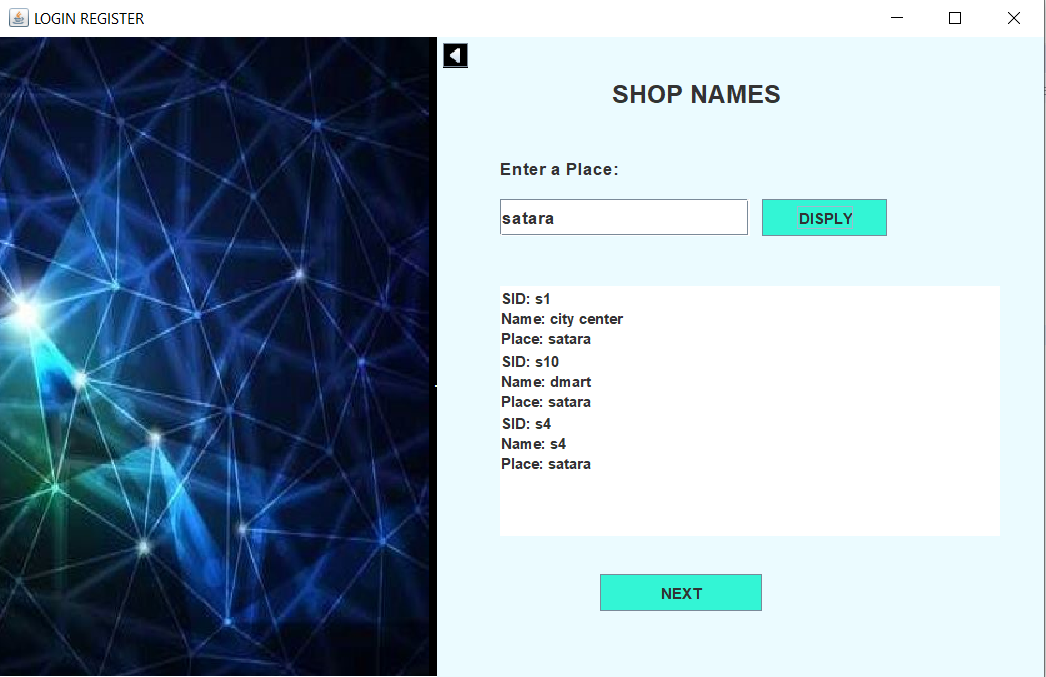 LOGIN REGISTER
SHOP NAMES
Enter a Place:
satara
DISPLY
SID: s1
Name: city center
Place: satara
SID: s10
Name: dmart
Place: satara
SID: s4
Name: s4
Place: satara
NEXT